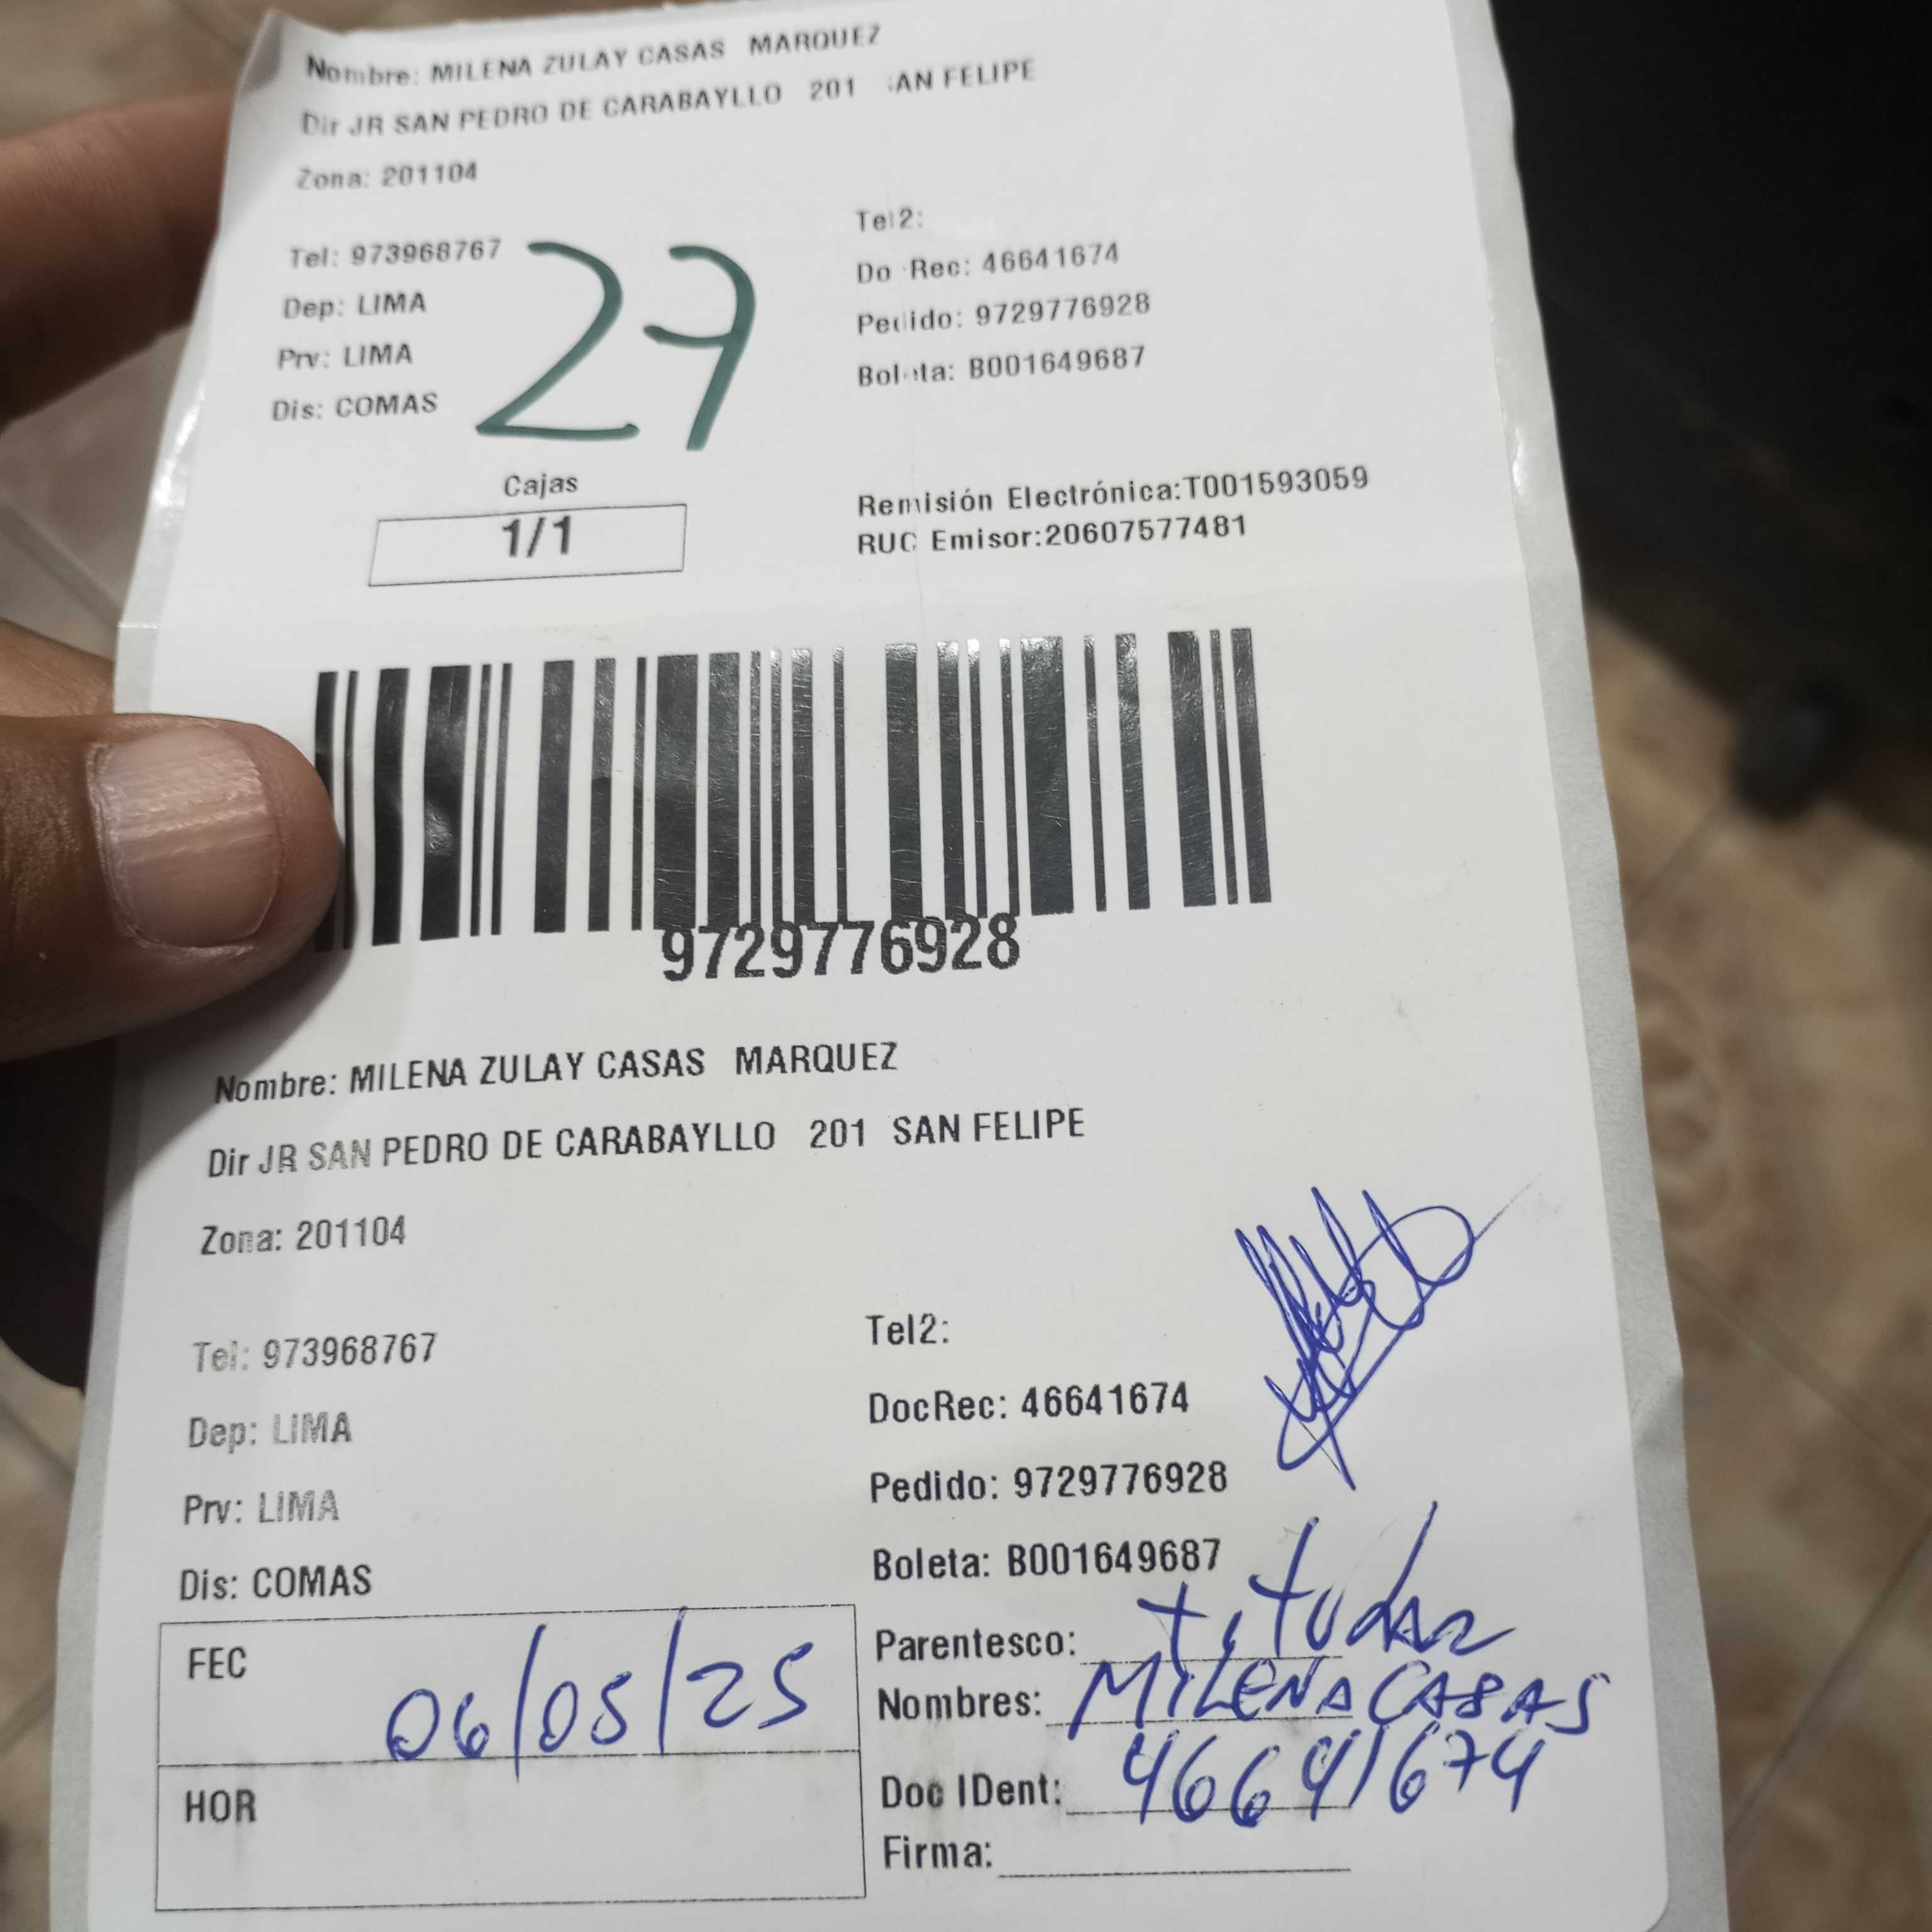 Nombre: MILENA ZULAY CASAS MARQUEZ
Dir JR SAN PEDRO DE CARABAYLLO 201 SAN FELIPE
Zona: 201104
Tel: 973968767
Dep: LIMA
Prv: LIMA
Dis: COMAS
27
Tel2:
Do Rec: 46641674
Pedido: 9729776928
Boleta: B001649687
Cajas
1/1
Remisión Electrónica:T001593059
RUC Emisor:20607577481
9729776928
Nombre: MILENA ZULAY CASAS MARQUEZ
Dir JR SAN PEDRO DE CARABAYLLO 201 SAN FELIPE
Zona: 201104
Tel: 973968767
Dep: LIMA
Prv: LIMA
Dis: COMAS
Tel2:
DocRec: 46641674
Pedido: 9729776928
Boleta: B001649687
FEC 06/05/25
HOR
Parentesco: titular
Nombres: MILENA CASAS
Doc IDent: 46641674
Firma: